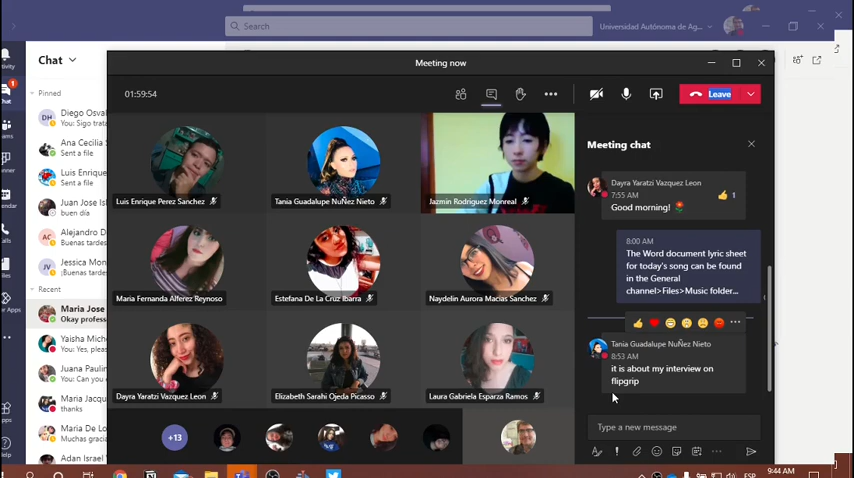 Search
Universidad Autónoma de Ag...
Chat
Meeting now
01:59:54
Leave
Pinned
Diego Osval
You: Sigo trata
Ana Cecilia
Sent a file
Luis Enrique
Sent a file
Juan Jose Is
buen día
Alejandro D
Buenas tardes
Jessica Mon
¡Buenas tardes
Recent
Maria Jose
Okay profess
Yaisha Miche
You: Yes, pleas
Juana Paulin
You: Can you
Maria Jacqu
thanks
Maria De Lo
Muchas gracia
Adan Israel
Luis Enrique Perez Sanchez
Tania Guadalupe NuÑez Nieto
Jazmin Rodriguez Monreal
Maria Fernanda Alferez Reynoso
Estefana De La Cruz Ibarra
Naydelin Aurora Macias Sanchez
Dayra Yaratzi Vazquez Leon
Elizabeth Sarahi Ojeda Picasso
Laura Gabriela Esparza Ramos
+13
Meeting chat
Dayra Yaratzi Vazquez Leon
7:55 AM
1
Good morning!
8:00 AM
The Word document lyric sheet
for today's song can be found
in the General
channel>Files>Music folder...
Tania Guadalupe NuÑez Nieto
8:53 AM
it is about my interview on
flipgrip
Type a new message
ESP
9:44 AM